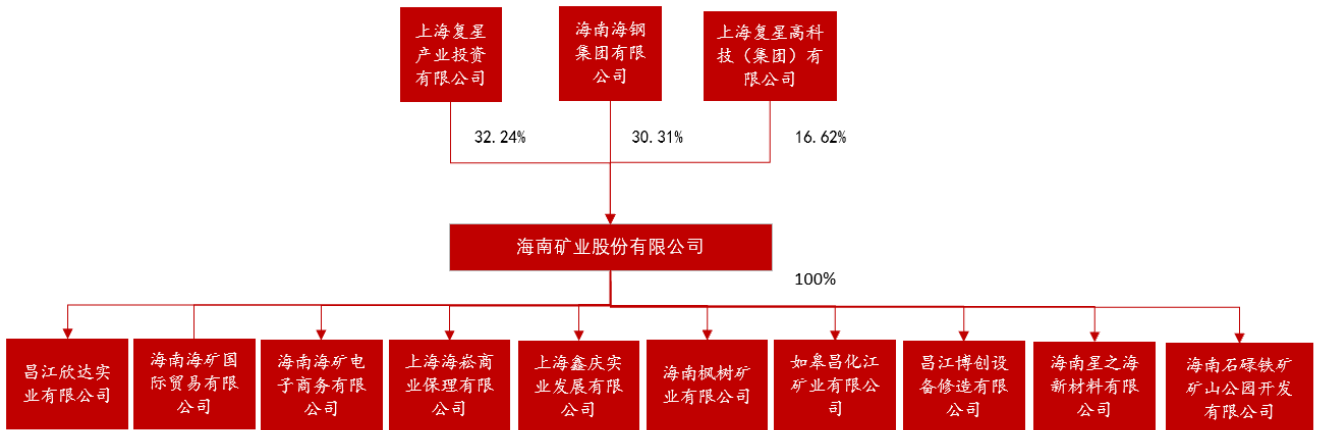 上海复星
产业投资
有限公司
海南海钢
集团有限
公司
上海复星高科
技（集团）有
限公司
32.24%
30.31%
16.62%
海南矿业股份有限公司
100%
昌江欣达实
业有限公司
海南海矿国
际贸易有限
公司
海南海矿电
子商务有限
公司
上海海崧商
业保理有限
公司
上海鑫庆实
业发展有限
公司
海南枫树矿
业有限公司
如皋昌化江
矿业有限公
司
昌江博创设
备修造有限
公司
海南星之海
新材料有限
公司
海南石碌铁矿
矿山公园开发
有限公司